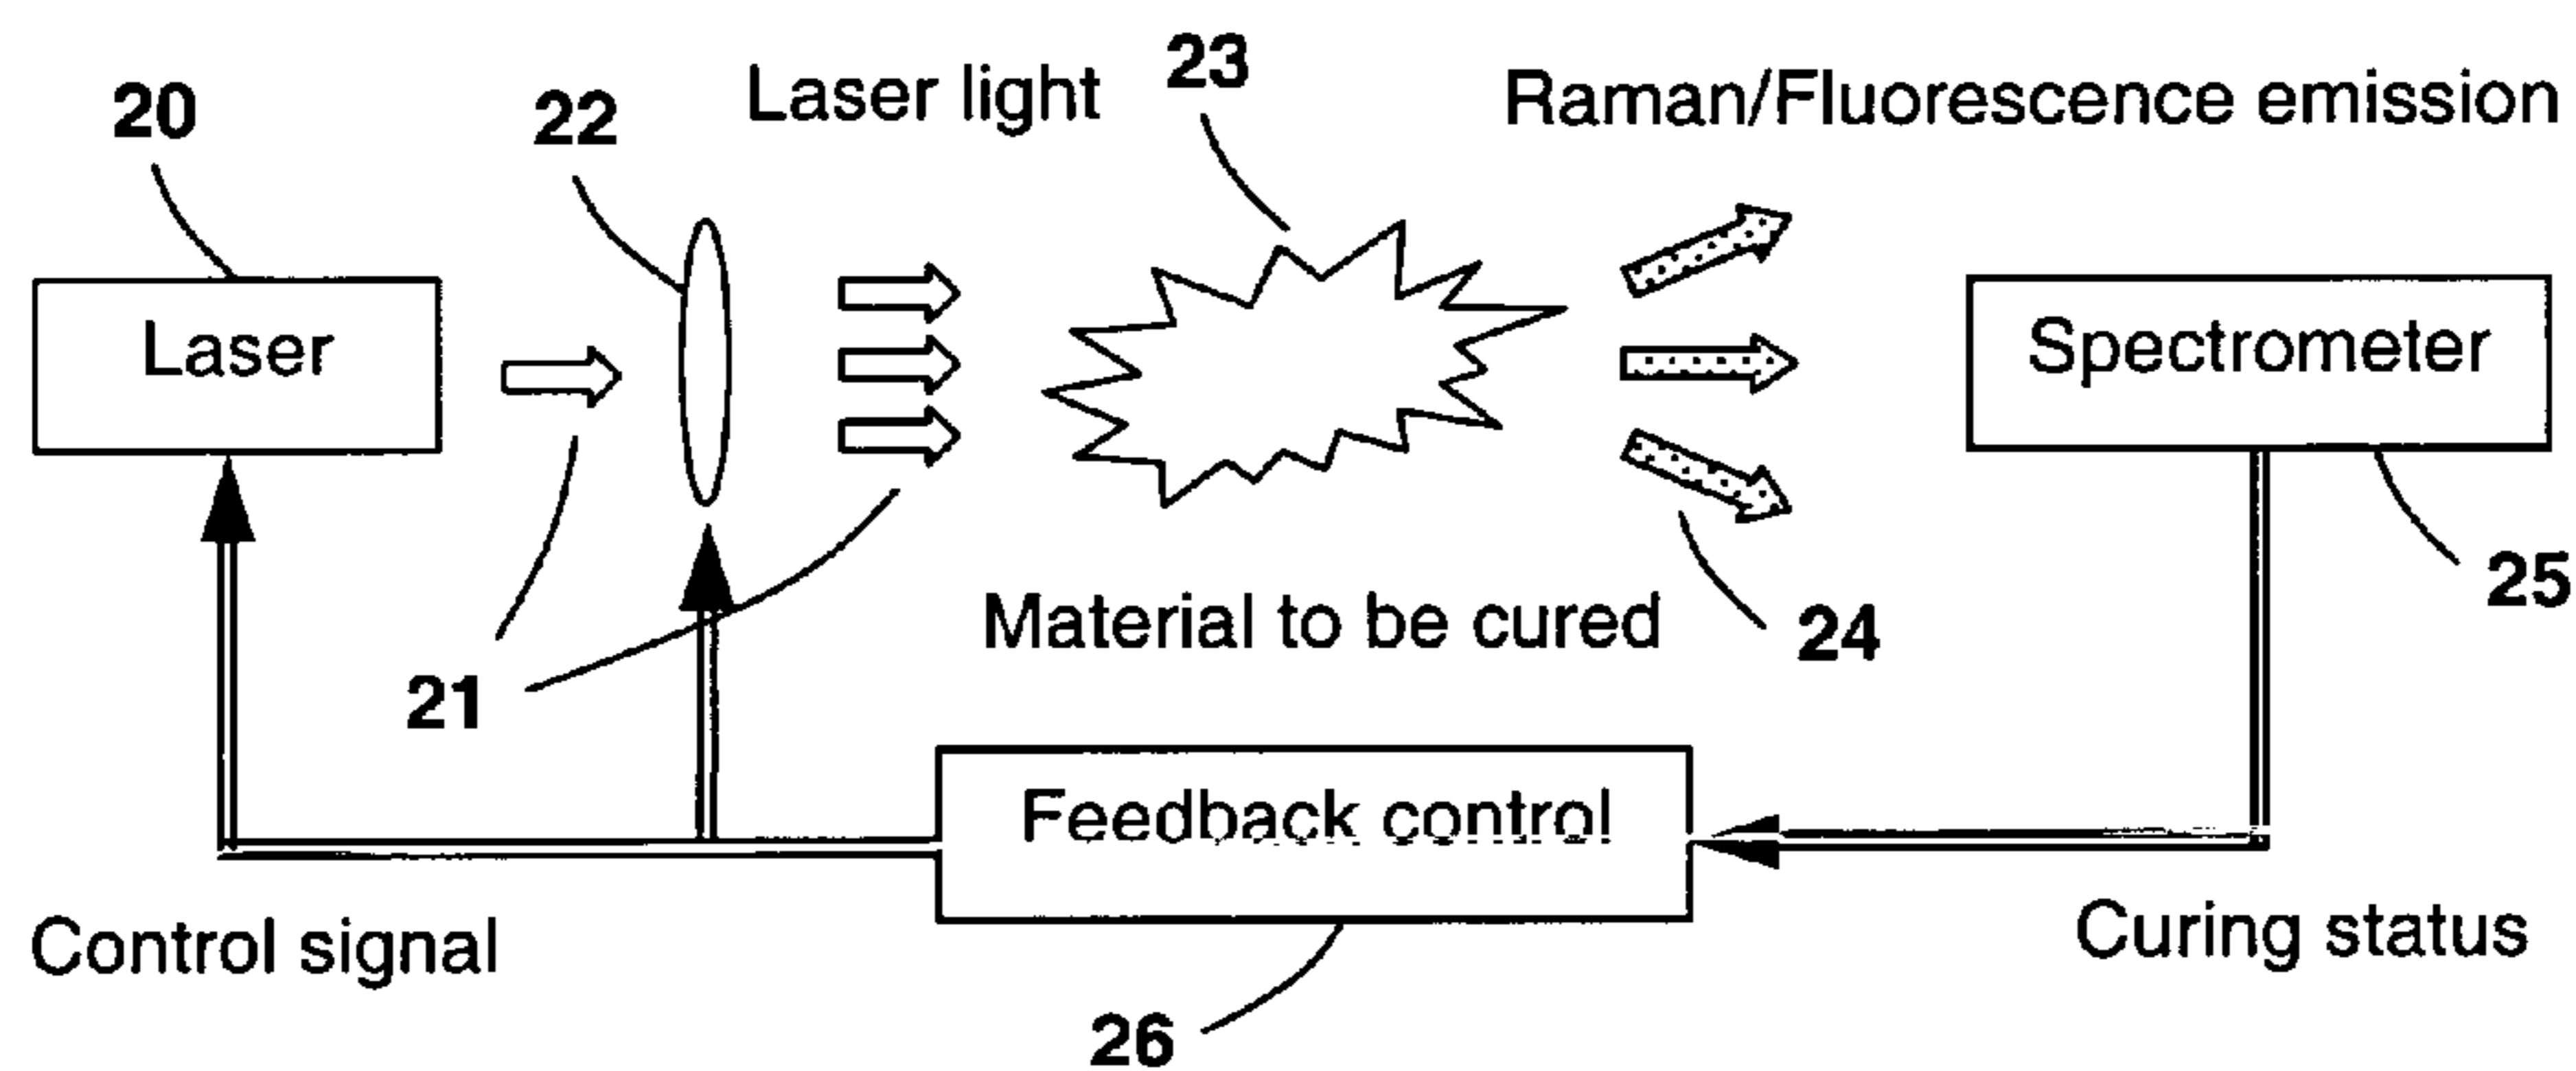 20
22
Laser light
23
Raman/Fluorescence emission
Laser
Spectrometer
21
Material to be cured
24
25
Feedback control
Control signal
Curing status
26